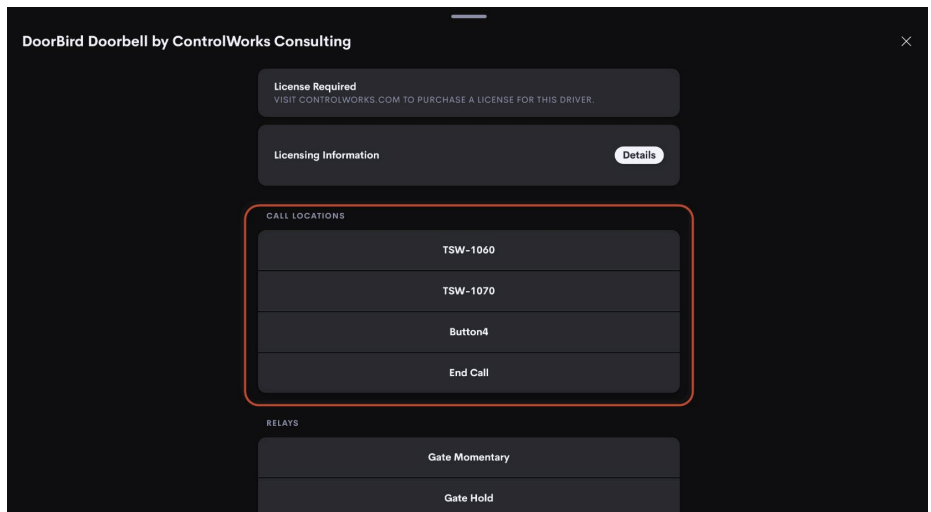 DoorBird Doorbell by ControlWorks Consulting
License Required
VISIT CONTROLWORKS.COM TO PURCHASE A LICENSE FOR THIS DRIVER.
Licensing Information
Details
CALL LOCATIONS
TSW-1060
TSW-1070
Button4
End Call
RELAYS
Gate Momentary
Gate Hold